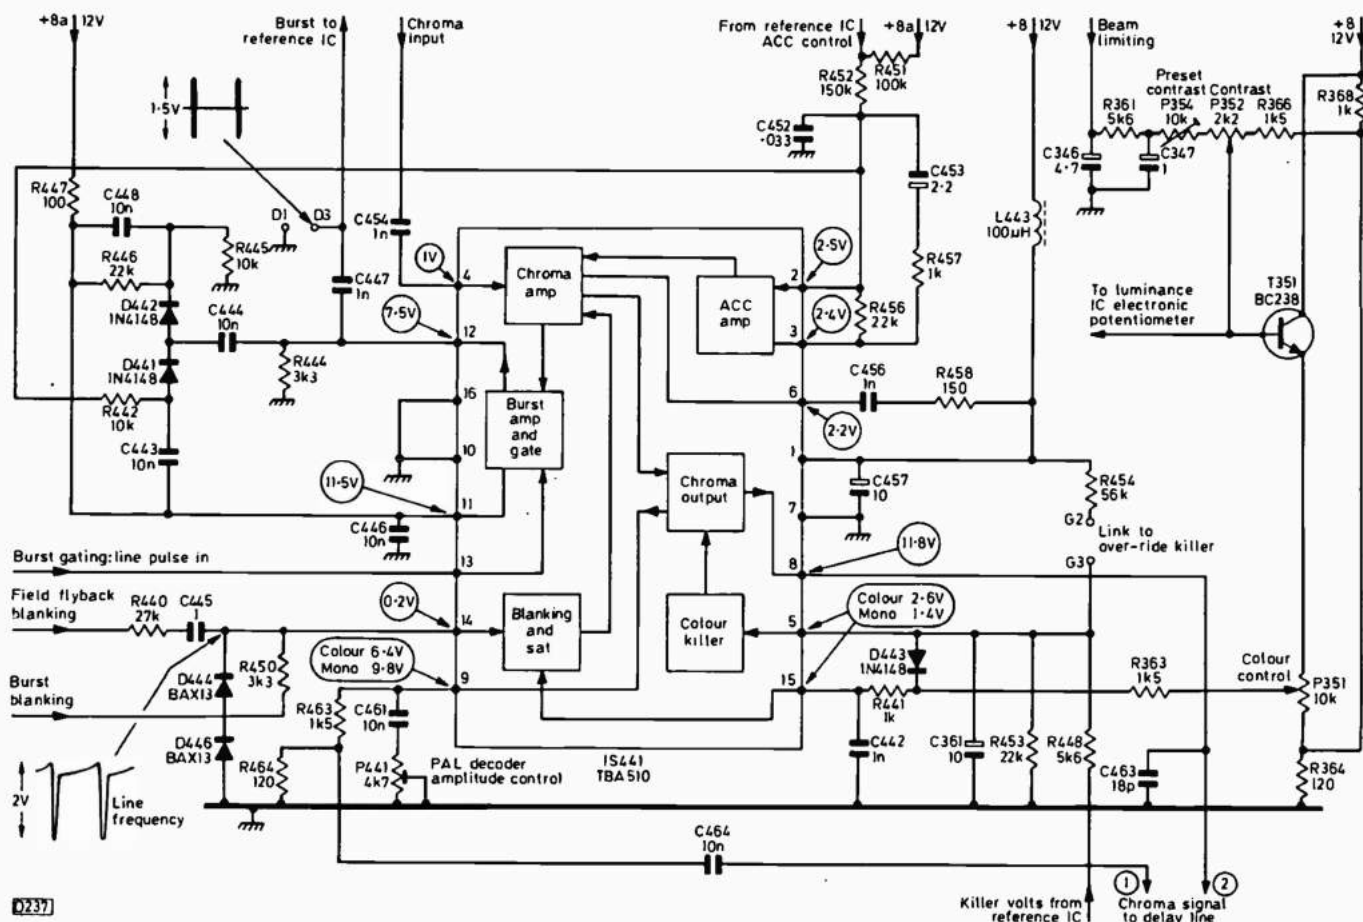 +8a 12V
Burst to
reference IC
Chroma
input
From reference IC
ACC control
+8a 12V
+8 12V
Beam
limiting
+8
12V
1·5V
R452
150k
R451
100k
Preset
contrast
Contrast
R361
5k6
P354
10k
P352
2k2
R366
1k5
R368
1k
C452
·033
C453
2·2
C346
4·7
C347
1
R447
100
C448
10n
D1
D3
C454
1n
L443
100µH
R445
10k
R446
22k
C447
1n
1V
4
Chroma
amp
2·5V
2
R457
1k
D442
1N4148
C444
10n
7·5V
12
ACC
amp
2·4V
3
R456
22k
To luminance
IC electronic
potentiometer
T351
BC238
D441
1N4148
R444
3k3
R442
10k
16
Burst
amp
and
gate
C456
1n
R458
150
6
2·2V
C443
10n
10
1
11·5V
11
Chroma
output
C457
10
R454
56k
7
G2
Link to
over-ride killer
C446
10n
11·8V
G3
Burst gating:line pulse in
13
8
Field flyback
blanking
R440
27k
C445
1
0·2V
14
Blanking
and
sat
Colour
killer
5
Colour 2·6V
Mono 1·4V
D443
1N4148
R450
3k3
D444
BAX13
Colour 6·4V
Mono 9·8V
9
15
R441
1k
R363
1k5
Colour
control
P351
10k
Burst
blanking
R463
1k5
C461
10n
D446
BAX13
R464
120
P441
4k7
PAL decoder
amplitude control
IS441
TBA510
C442
1n
C361
10
R453
22k
R448
5k6
C463
18p
R364
120
2V
Line
frequency
C464
10n
D237
Killer volts from
reference IC
1
Chroma signal
to delay line
2